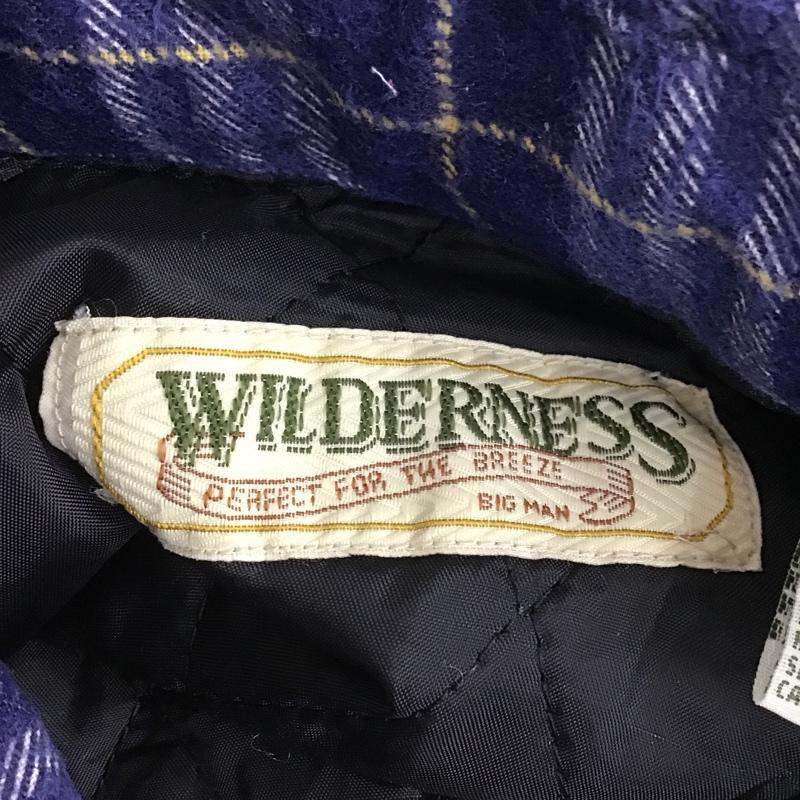 WILDERNESS
PERFECT FOR THE BREEZE
BIG MAN